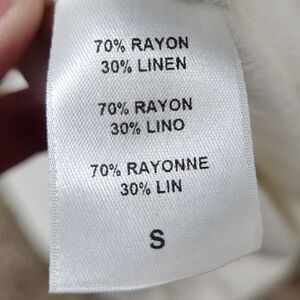 70% RAYON
30% LINEN
70% RAYON
30% LINO
70% RAYONNE
30% LIN
S